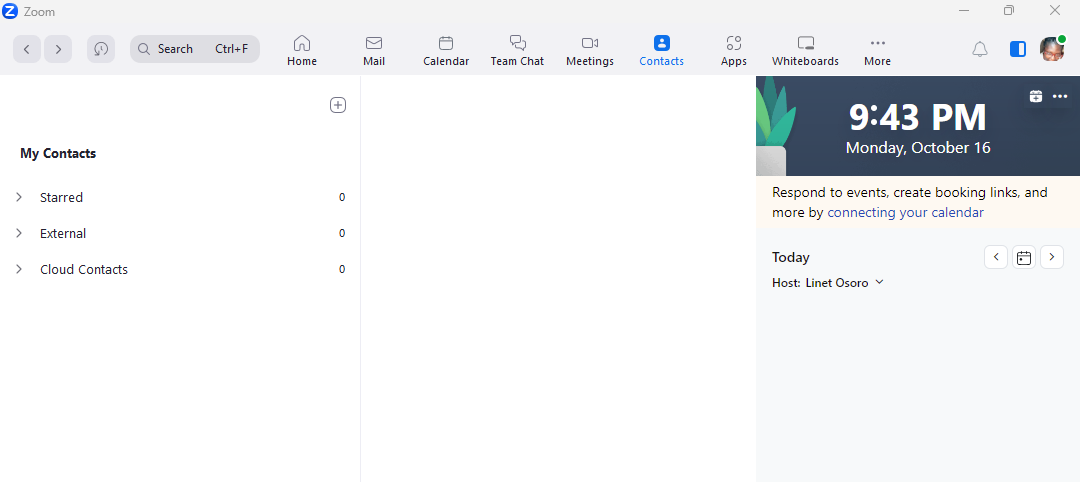 Zoom
Search Ctrl+F
Home
Mail
Calendar
Team Chat
Meetings
Contacts
Apps
Whiteboards
More
My Contacts
Starred 0
External 0
Cloud Contacts 0
9:43 PM
Monday, October 16
Respond to events, create booking links, and
more by connecting your calendar
Today
Host: Linet Osoro